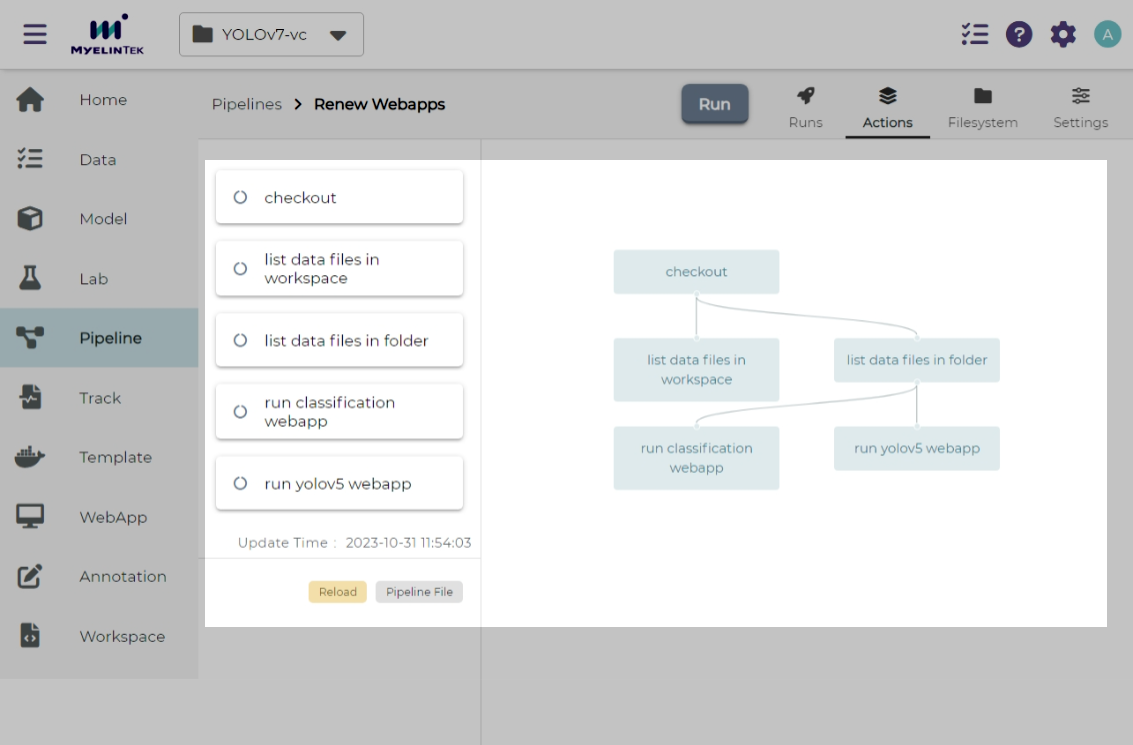 MYELINTEK
YOLOv7-vc
?
A
Home
Data
Model
Lab
Pipeline
Track
Template
WebApp
Annotation
Workspace
Pipelines > Renew Webapps
Run
Runs
Actions
Filesystem
Settings
checkout
list data files in
workspace
list data files in folder
run classification
webapp
run yolov5 webapp
Update Time : 2023-10-31 11:54:03
Reload
Pipeline File
checkout
list data files in
workspace
list data files in folder
run classification
webapp
run yolov5 webapp